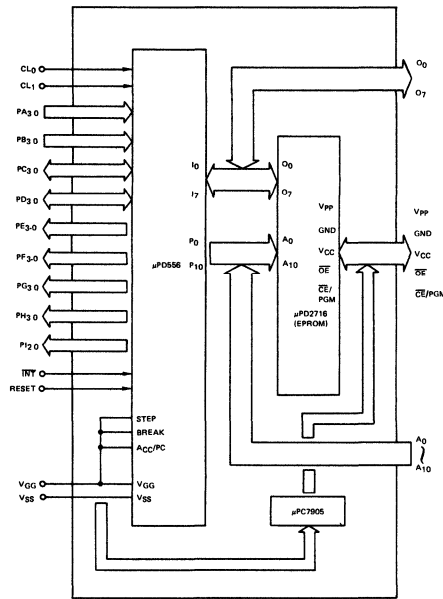 CL0
CL1
PA3 0
PB3 0
PC3 0
PD3 0
PE3-0
PF3-0
PG3 0
PH3 0
PI2 0
INT
RESET
STEP
BREAK
ACC/PC
VGG
VSS
VGG
VSS
μPD556
I0
I7
P0
P10
O0
O7
A0
A10
VPP
GND
VCC
OE
CE/
PGM
μPD2716
(EPROM)
μPC7905
O0
O7
VPP
GND
VCC
OE
CE/PGM
A0
A10